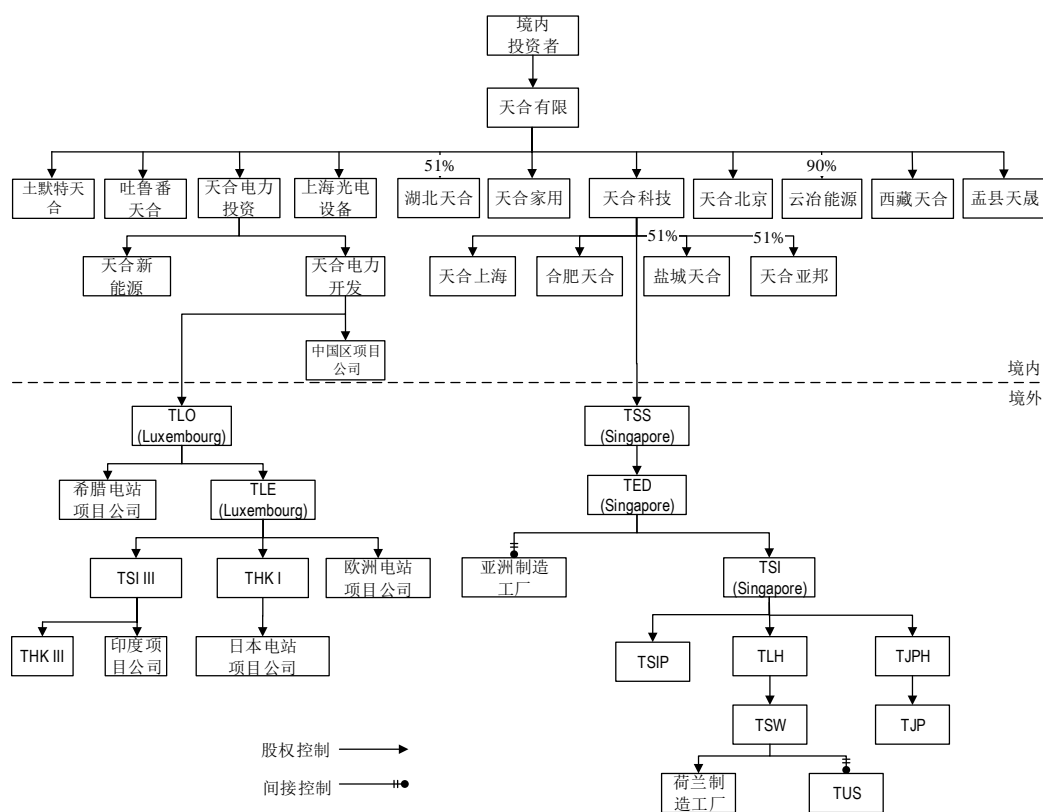 境内
投资者
天合有限
51%
90%
土默特天
合
吐鲁番
天合
天合电力
投资
上海光电
设备
湖北天合
天合家用
天合科技
天合北京
云冶能源
西藏天合
盂县天晟
51%
51%
天合新
能源
天合电力
开发
天合上海
合肥天合
盐城天合
天合亚邦
中国区项目
公司
境内
境外
TLO
(Luxembourg)
TSS
(Singapore)
希腊电站
项目公司
TLE
(Luxembourg)
TED
(Singapore)
TSI III
THK I
欧洲电站
项目公司
亚洲制造
工厂
TSI
(Singapore)
THK III
印度项
目公司
日本电站
项目公司
TSIP
TLH
TJPH
TSW
TJP
股权控制
间接控制
荷兰制
造工厂
TUS